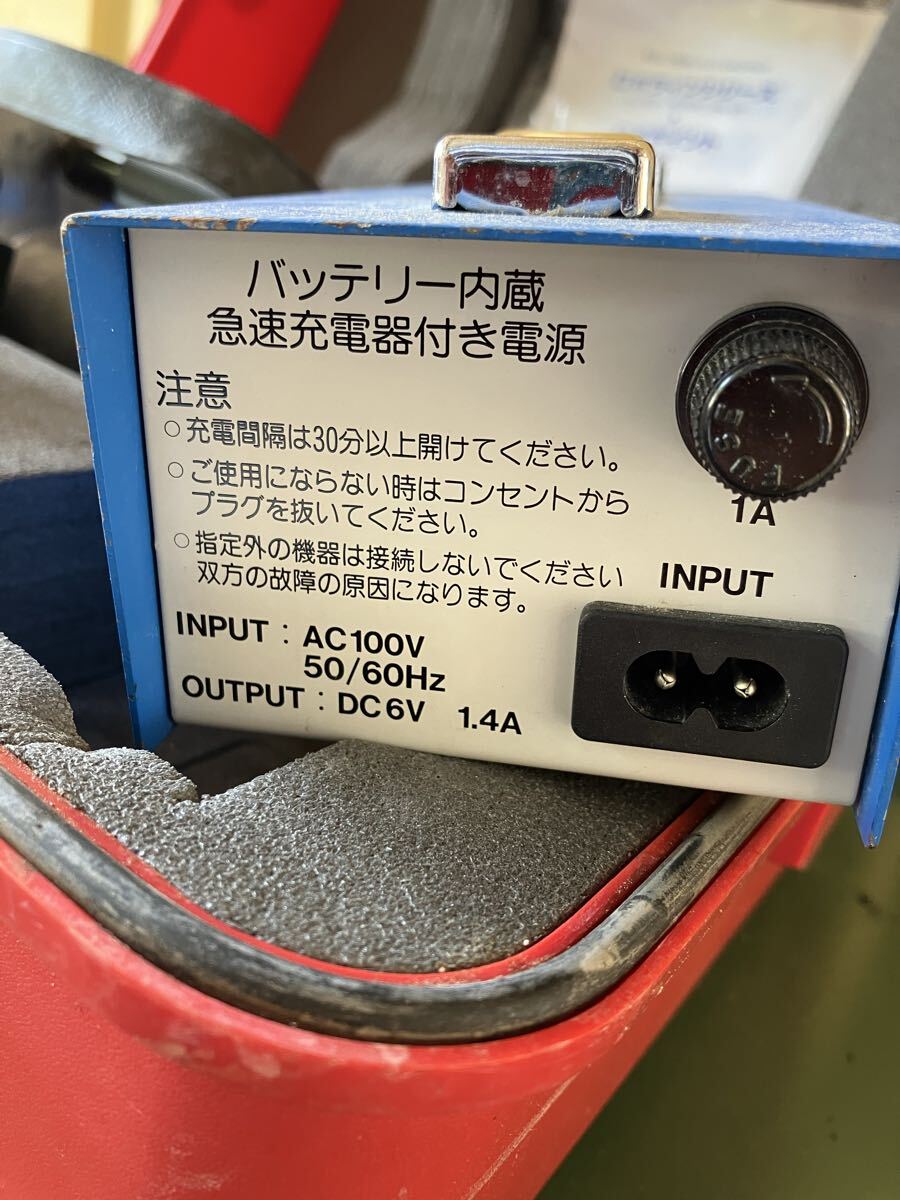 バッテリー内蔵
急速充電器付き電源
注意
○充電間隔は30分以上開けてください。
○ご使用にならない時はコンセントから
プラグを抜いてください。
○指定外の機器は接続しないでください
双方の故障の原因になります。
INPUT : AC100V
50/60Hz
OUTPUT : DC6V 1.4A
FUSE
1A
INPUT